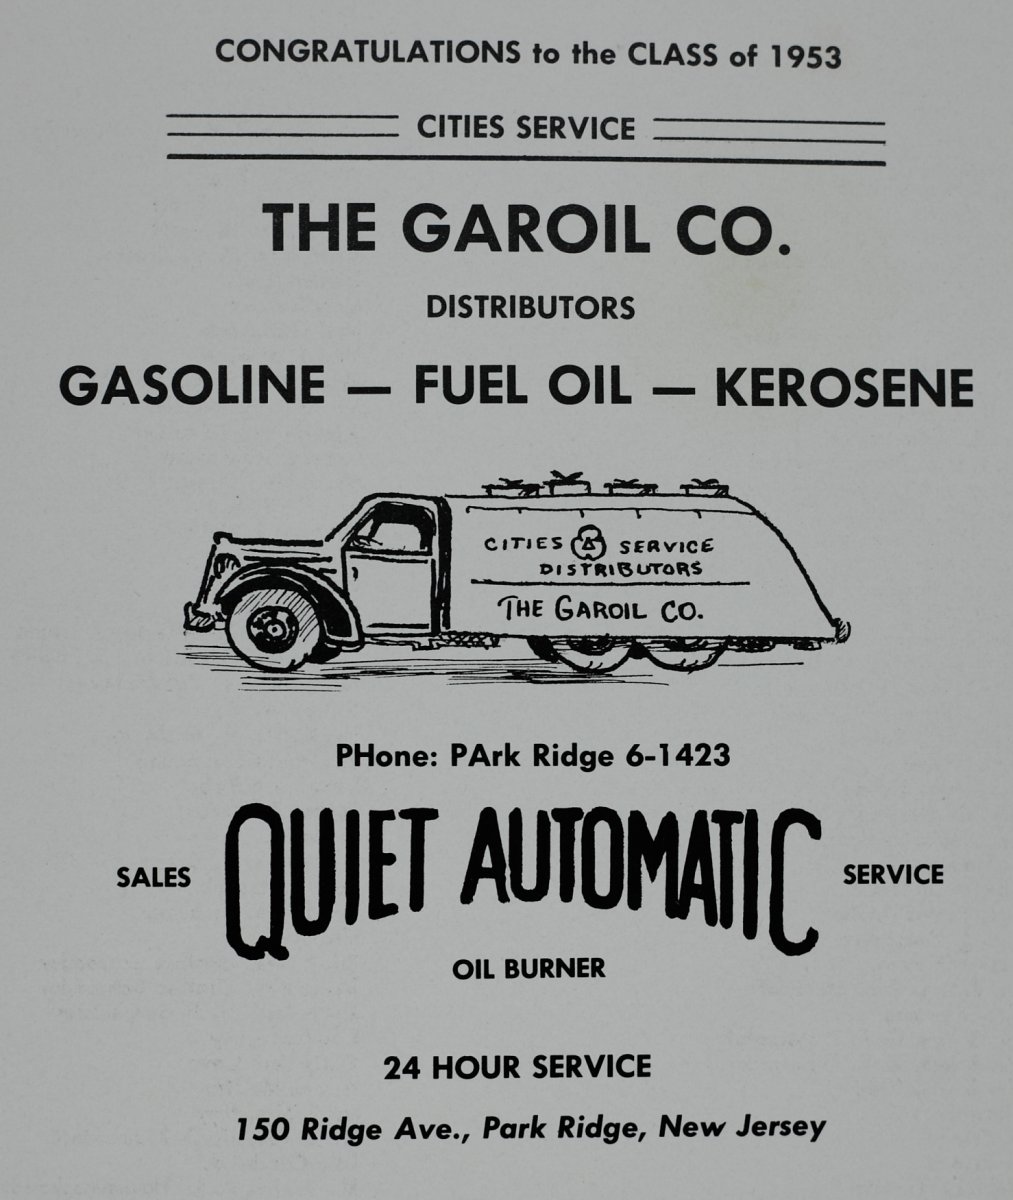 CONGRATULATIONS to the CLASS of 1953
CITIES SERVICE
THE GAROIL CO.
DISTRIBUTORS
GASOLINE — FUEL OIL — KEROSENE
CITIES SERVICE
DISTRIBUTORS
THE GAROIL CO.
PHone: PArk Ridge 6-1423
SALES QUIET AUTOMATIC SERVICE
OIL BURNER
24 HOUR SERVICE
150 Ridge Ave., Park Ridge, New Jersey